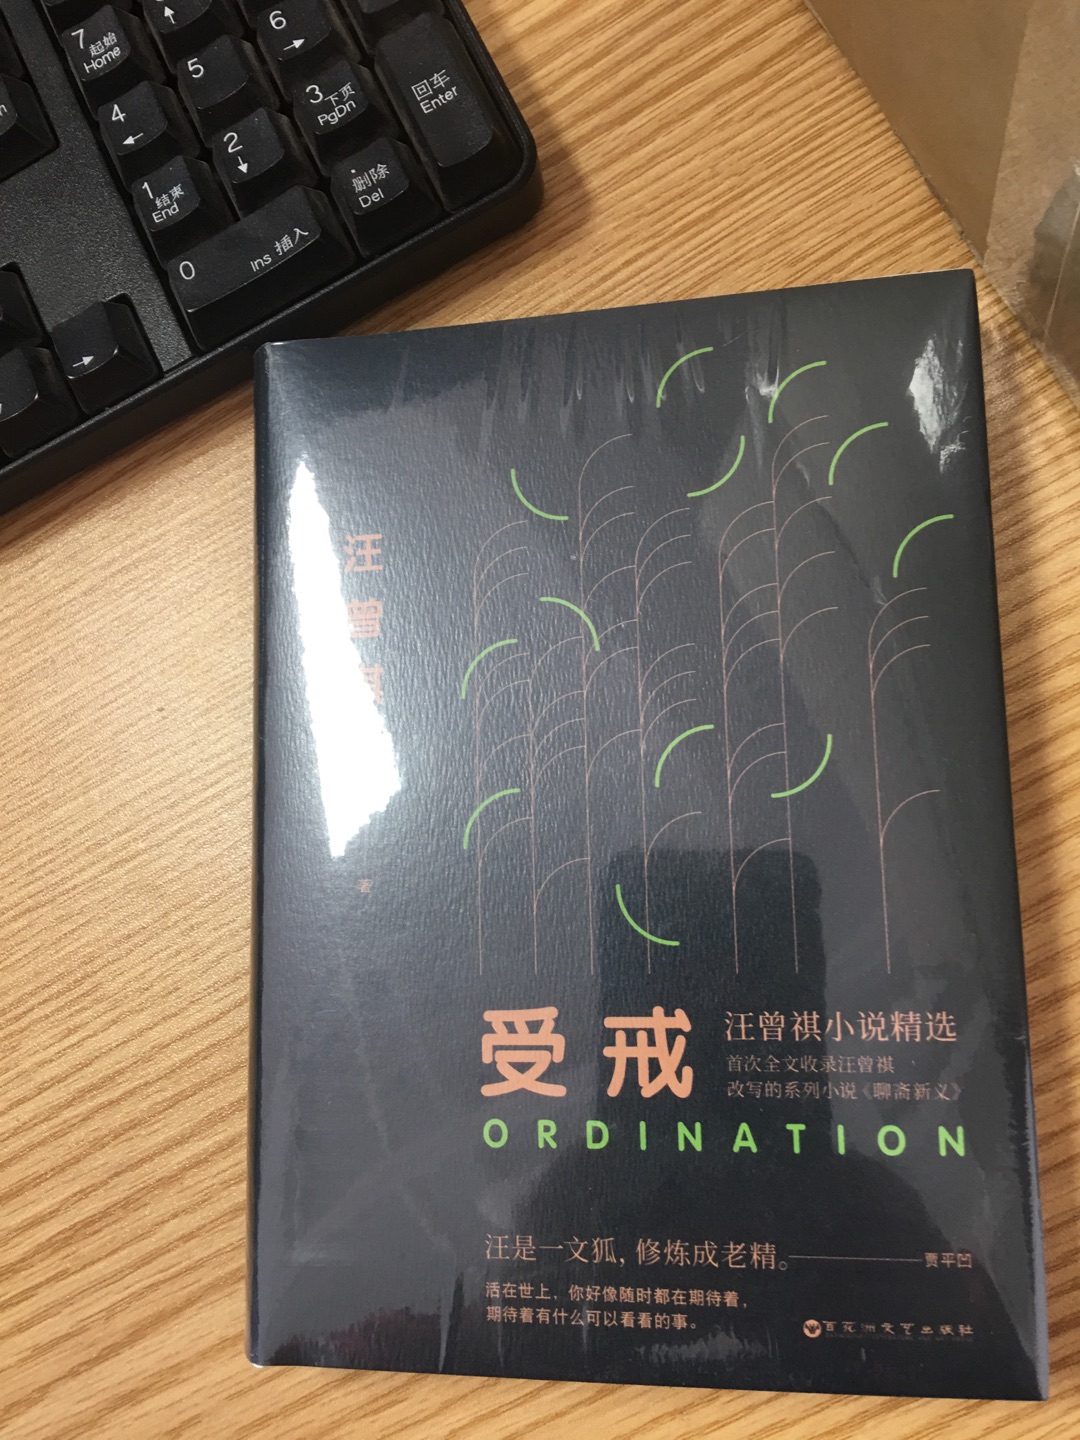 7 起始
Home
↑
4
←
5
6
→
1 结束
End
2
↓
3 下页
PgDn
回车
Enter
0
Ins 插入
.
删除
Del
→
汪
曾
著
受戒
汪曾祺小说精选
首次全文收录汪曾祺
改写的系列小说《聊斋新义》
ORDINATION
汪是一文狐，修炼成老精。——贾平凹
活在世上，你好像随时都在期待着，
期待着有什么可以看看的事。
百花洲文艺出版社